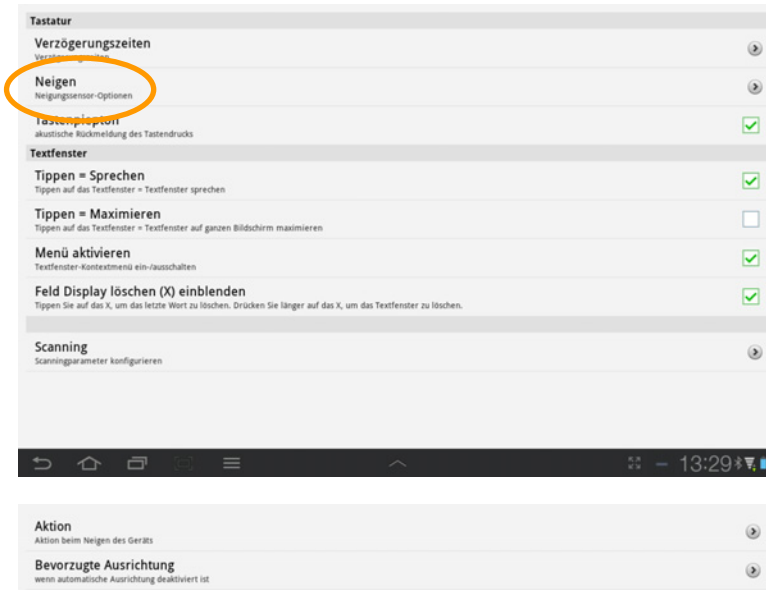 Tastatur
Verzögerungszeiten
Verzögerungszeiten
Neigen
Neigungssensor-Optionen
Tastenpiepton
akustische Rückmeldung des Tastendrucks
Textfenster
Tippen = Sprechen
Tippen auf das Textfenster = Textfenster sprechen
Tippen = Maximieren
Tippen auf das Textfenster = Textfenster auf ganzen Bildschirm maximieren
Menü aktivieren
Textfenster-Kontextmenü ein-/ausschalten
Feld Display löschen (X) einblenden
Tippen Sie auf das X, um das letzte Wort zu löschen. Drücken Sie länger auf das X, um das Textfenster zu löschen.
Scanning
Scanningparameter konfigurieren
13:29
Aktion
Aktion beim Neigen des Geräts
Bevorzugte Ausrichtung
wenn automatische Ausrichtung deaktiviert ist